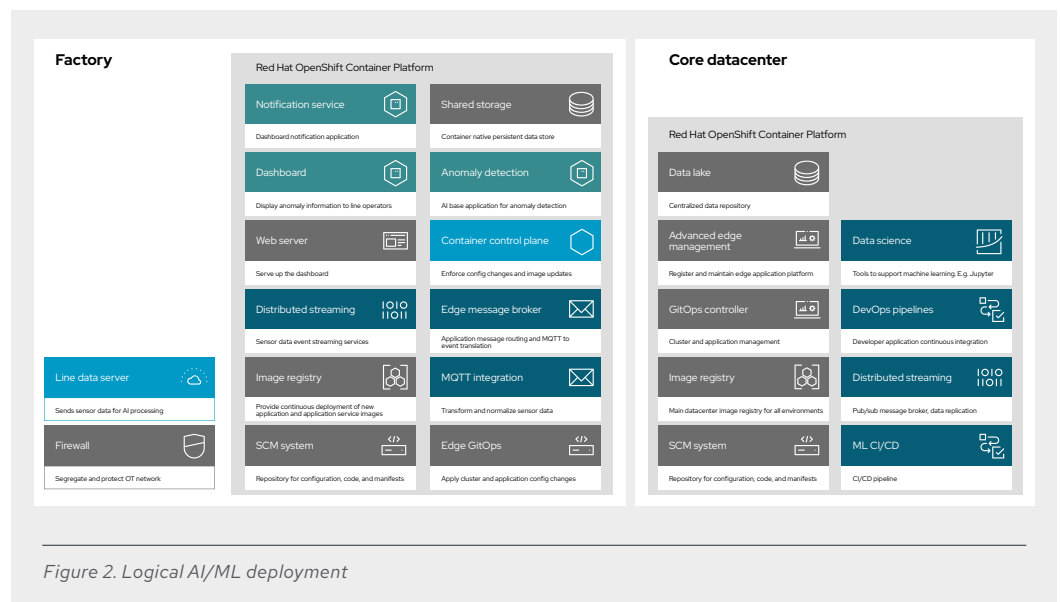 Factory
Red Hat OpenShift Container Platform
Notification service
Dashboard notification application
Shared storage
Container native persistent data store
Dashboard
Display anomaly information to line operators
Anomaly detection
AI base application for anomaly detection
Web server
Serve up the dashboard
Container control plane
Enforce config changes and image updates
Distributed streaming
IOIO
IIOII
Sensor data event streaming services
Edge message broker
Application message routing and MQTT to
event translation
Line data server
Sends sensor data for AI processing
Image registry
Provide continuous deployment of new
application and application service images
MQTT integration
Transform and normalize sensor data
Firewall
Segregate and protect OT network
SCM system
</>
Repository for configuration, code, and manifests
Edge GitOps
</>
Apply cluster and application config changes
Core datacenter
Red Hat OpenShift Container Platform
Data lake
Centralized data repository
Advanced edge
management
Register and maintain edge application platform
Data science
Tools to support machine learning. E.g. Jupyter
GitOps controller
Cluster and application management
DevOps pipelines
Developer application continuous integration
Image registry
Main datacenter image registry for all environments
Distributed streaming
IOIO
IIOII
Pub/sub message broker, data replication
SCM system
</>
Repository for configuration, code, and manifests
ML CI/CD
CI/CD pipeline
Figure 2. Logical AI/ML deployment